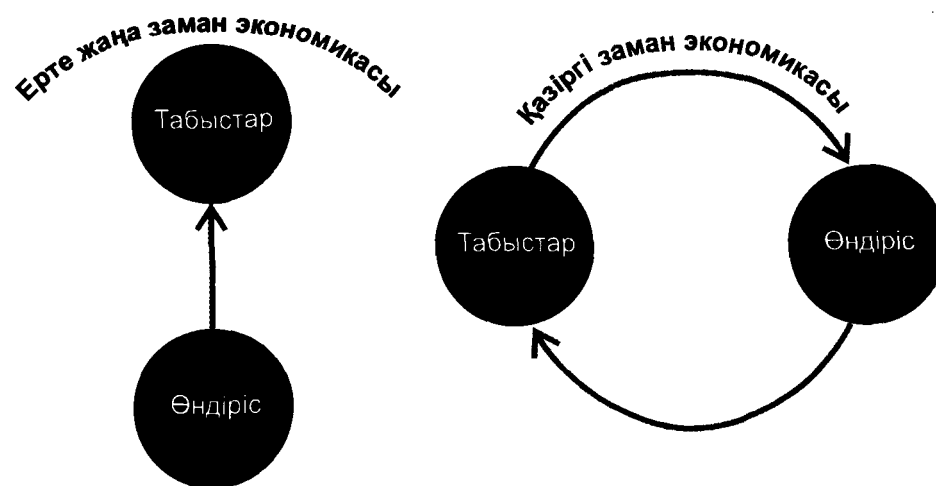 Ерте жаңа заман экономикасы
Табыстар
Өндіріс
Қазіргі заман экономикасы
Табыстар
Өндіріс